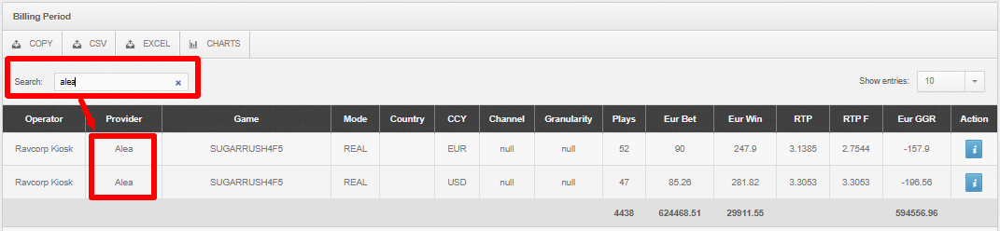 Billing Period
COPY CSV EXCEL CHARTS
Search: alea × Show entries: 10
Operator Provider Game Mode Country CCY Channel Granularity Plays Eur Bet Eur Win RTP RTP F Eur GGR Action
Ravcorp Kiosk Alea SUGARRUSH4F5 REAL EUR null null 52 90 247.9 3.1385 2.7544 -157.9 i
Ravcorp Kiosk Alea SUGARRUSH4F5 REAL USD null null 47 85.26 281.82 3.3053 3.3053 -196.56 i
4438 624468.51 29911.55 594556.96